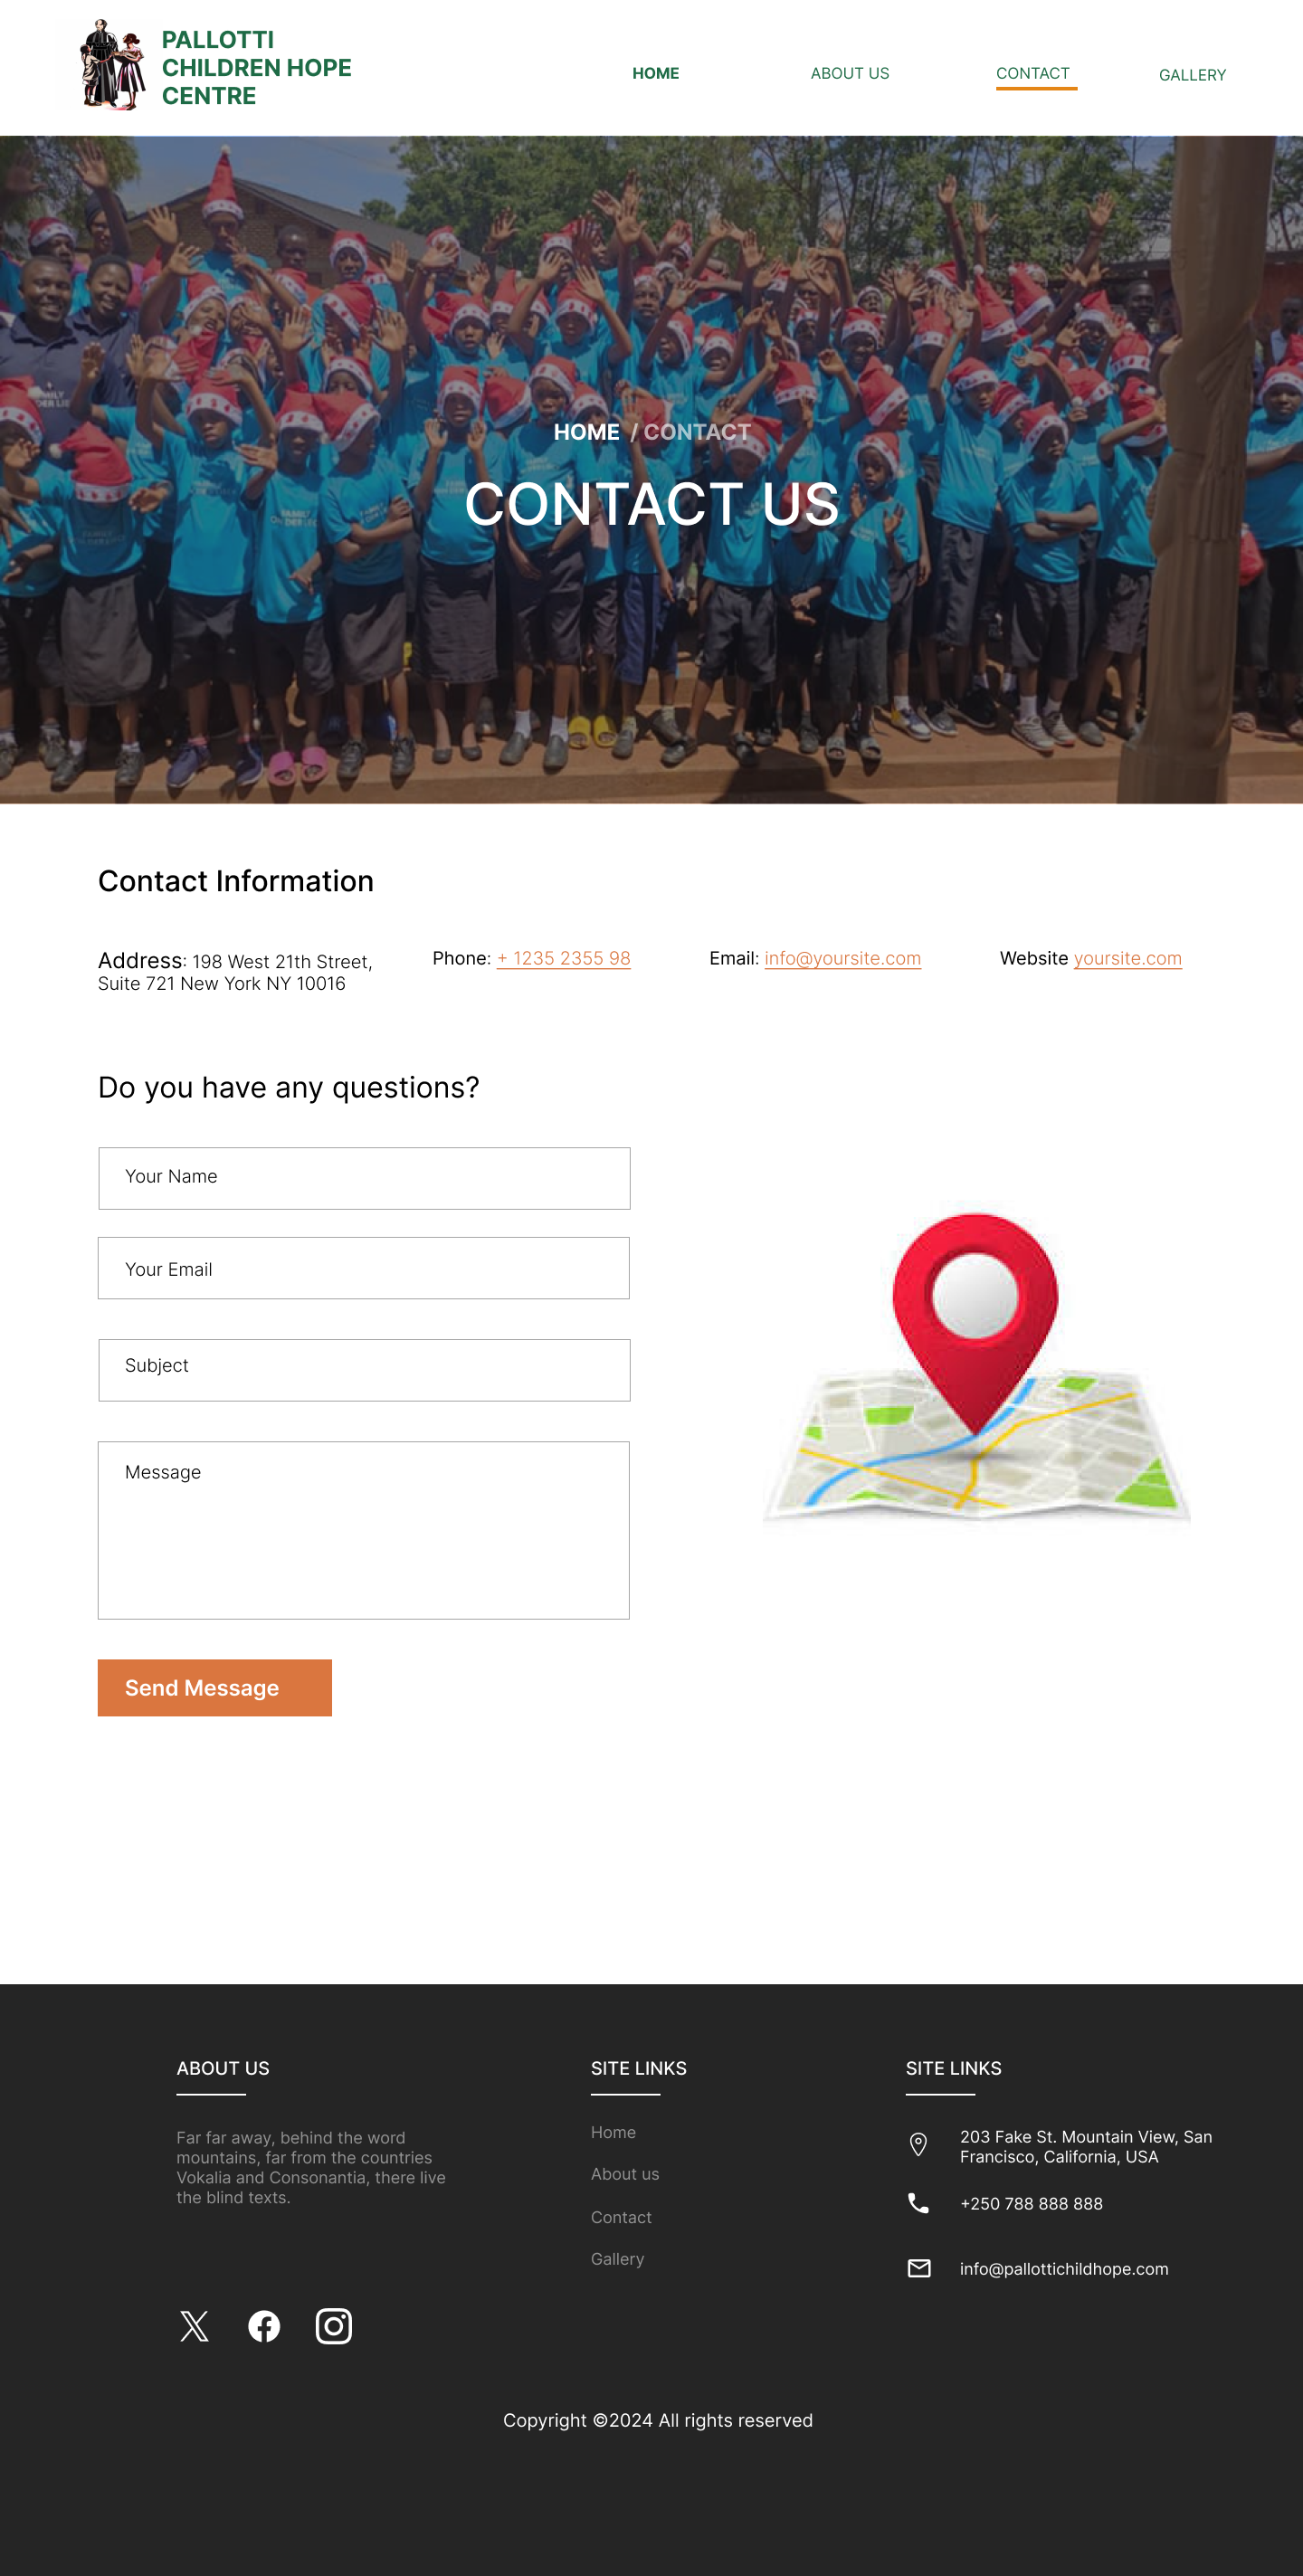 PALLOTTI
CHILDREN HOPE
CENTRE
HOME
ABOUT US
CONTACT
GALLERY
HOME / CONTACT
CONTACT US
Contact Information
Address: 198 West 21th Street,
Suite 721 New York NY 10016
Phone: + 1235 2355 98
Email: info@yoursite.com
Website yoursite.com
Do you have any questions?
Your Name
Your Email
Subject
Message
Send Message
ABOUT US
Far far away, behind the word
mountains, far from the countries
Vokalia and Consonantia, there live
the blind texts.
SITE LINKS
Home
About us
Contact
Gallery
SITE LINKS
203 Fake St. Mountain View, San
Francisco, California, USA
+250 788 888 888
info@pallottichildhope.com
Copyright ©2024 All rights reserved